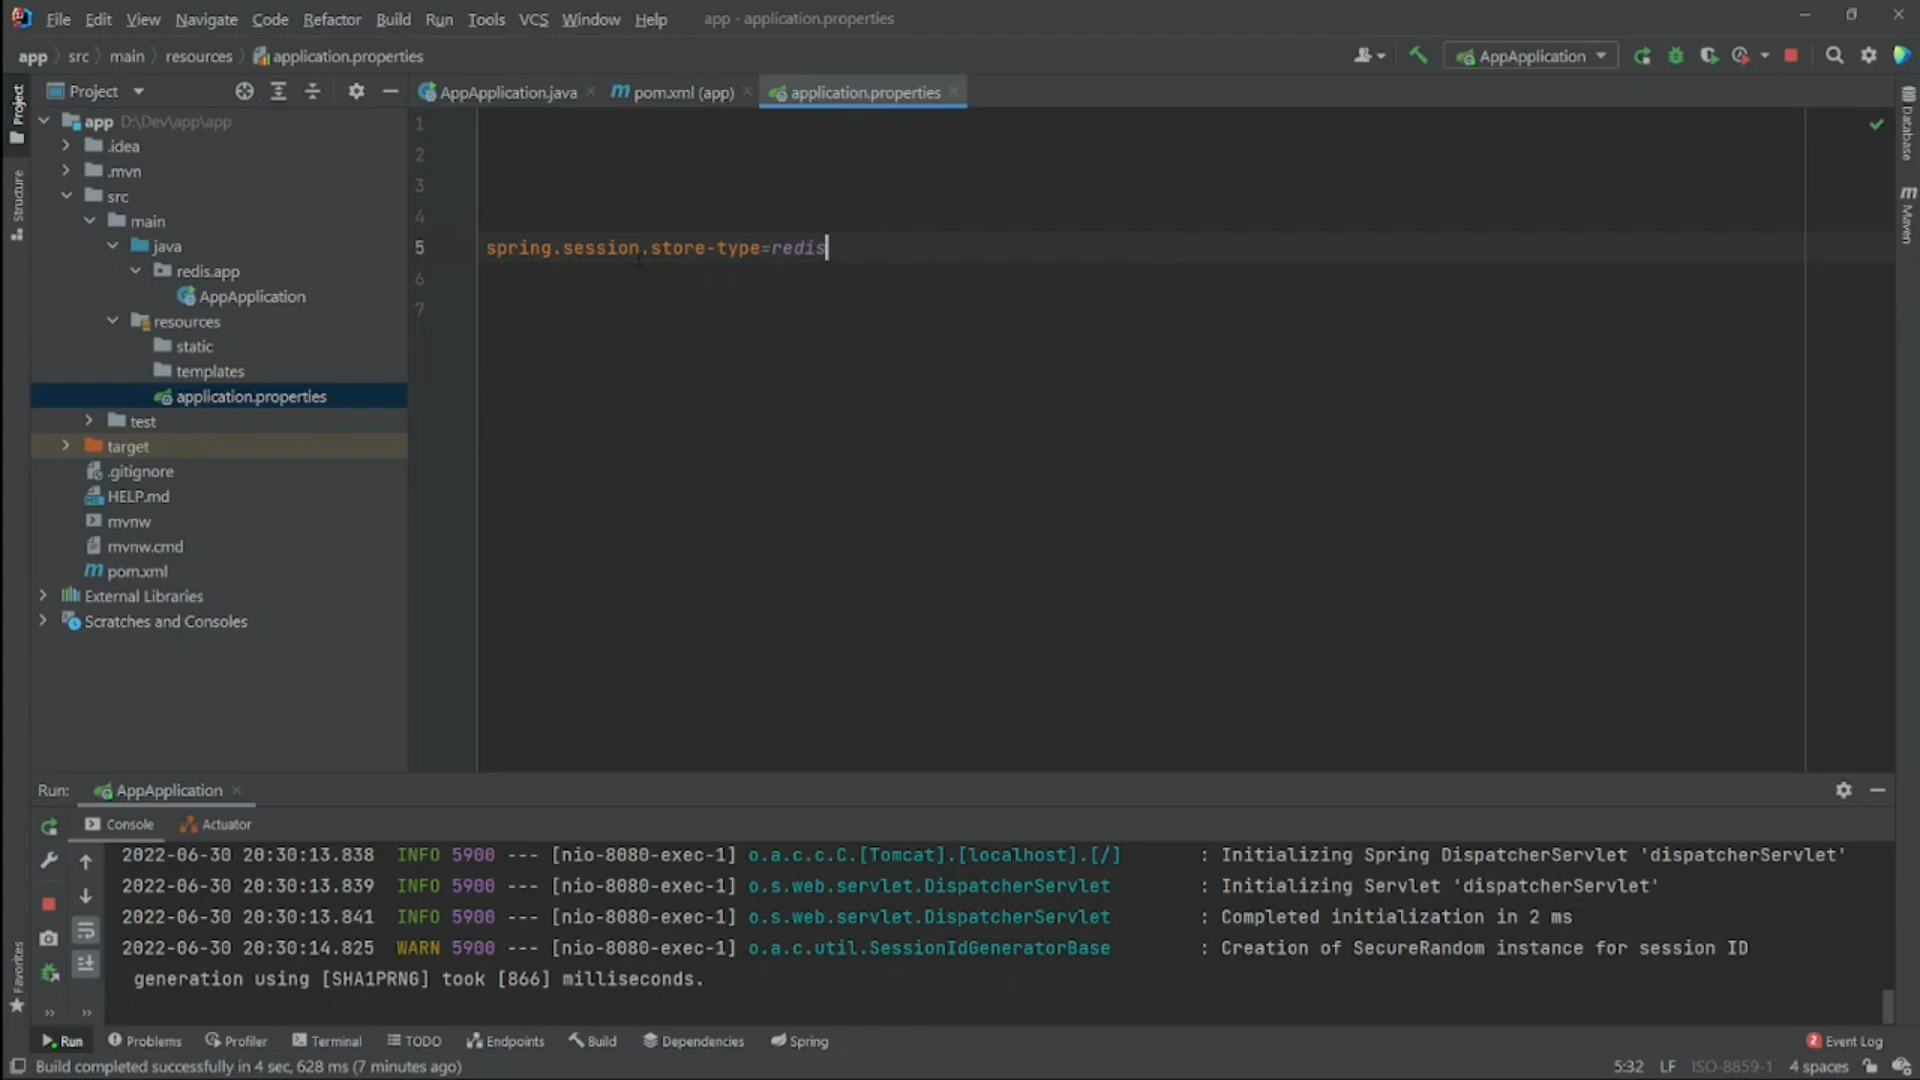 File Edit View Navigate Code Refactor Build Run Tools VCS Window Help app - application.properties
app src main resources application.properties AppApplication
Project AppApplication.java pom.xml (app) application.properties
Project
Structure
Favorites
Database
Maven
app D:\Dev\app\app
.idea
.mvn
src
main
java
redis.app
AppApplication
resources
static
templates
application.properties
test
target
.gitignore
HELP.md
mvnw
mvnw.cmd
pom.xml
External Libraries
Scratches and Consoles
1
2
3
4
5 spring.session.store-type=redis
6
7
Run: AppApplication
Console Actuator
2022-06-30 20:30:13.838 INFO 5900 --- [nio-8080-exec-1] o.a.c.c.C.[Tomcat].[localhost].[/] : Initializing Spring DispatcherServlet 'dispatcherServlet'
2022-06-30 20:30:13.839 INFO 5900 --- [nio-8080-exec-1] o.s.web.servlet.DispatcherServlet : Initializing Servlet 'dispatcherServlet'
2022-06-30 20:30:13.841 INFO 5900 --- [nio-8080-exec-1] o.s.web.servlet.DispatcherServlet : Completed initialization in 2 ms
2022-06-30 20:30:14.825 WARN 5900 --- [nio-8080-exec-1] o.a.c.util.SessionIdGeneratorBase : Creation of SecureRandom instance for session ID
generation using [SHA1PRNG] took [866] milliseconds.
Run Problems Profiler Terminal TODO Endpoints Build Dependencies Spring 2 Event Log
Build completed successfully in 4 sec, 628 ms (7 minutes ago) 5:32 LF ISO-8859-1 4 spaces